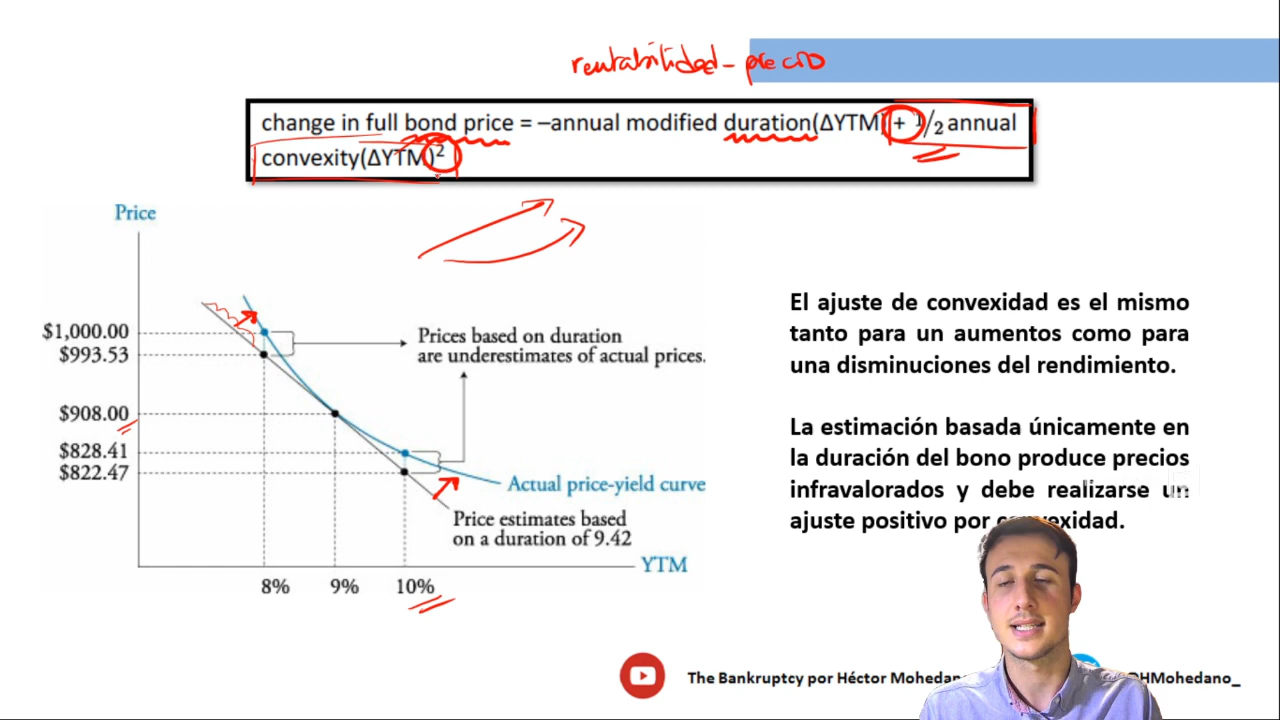 rentabilidad - precio
change in full bond price = –annual modified duration(ΔYTM) + 1/2 annual
convexity(ΔYTM)²
Price
$1,000.00
$993.53
$908.00
$828.41
$822.47
Prices based on duration
are underestimates of actual prices.
Actual price-yield curve
Price estimates based
on a duration of 9.42
YTM
8%
9%
10%
El ajuste de convexidad es el mismo
tanto para un aumentos como para
una disminuciones del rendimiento.
La estimación basada únicamente en
la duración del bono produce precios
infravalorados y debe realizarse un
ajuste positivo por convexidad.
The Bankruptcy por Héctor Mohedano
HMohedano_